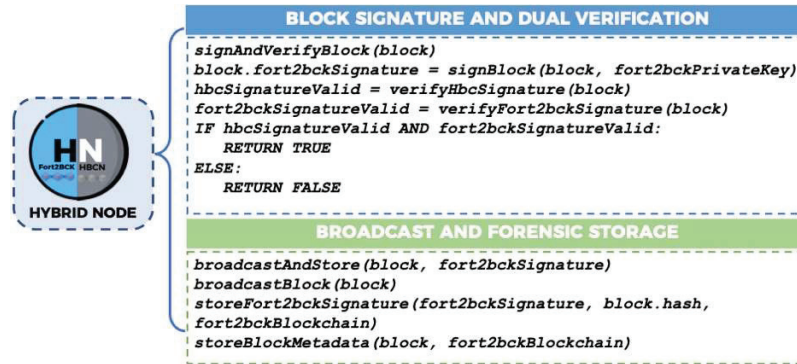 BLOCK SIGNATURE AND DUAL VERIFICATION
signAndVerifyBlock(block)
block.fort2bckSignature = signBlock(block, fort2bckPrivateKey)
hbcSignatureValid = verifyHbcSignature(block)
fort2bckSignatureValid = verifyFort2bckSignature(block)
IF hbcSignatureValid AND fort2bckSignatureValid:
RETURN TRUE
ELSE:
RETURN FALSE
HN
Fort2BCK HBCN
HYBRID NODE
BROADCAST AND FORENSIC STORAGE
broadcastAndStore(block, fort2bckSignature)
broadcastBlock(block)
storeFort2bckSignature(fort2bckSignature, block.hash,
fort2bckBlockchain)
storeBlockMetadata(block, fort2bckBlockchain)